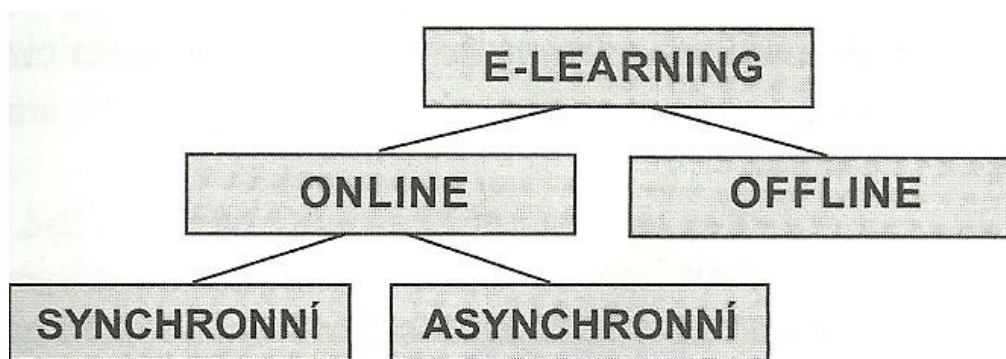 E-LEARNING
ONLINE
OFFLINE
SYNCHRONNÍ
ASYNCHRONNÍ